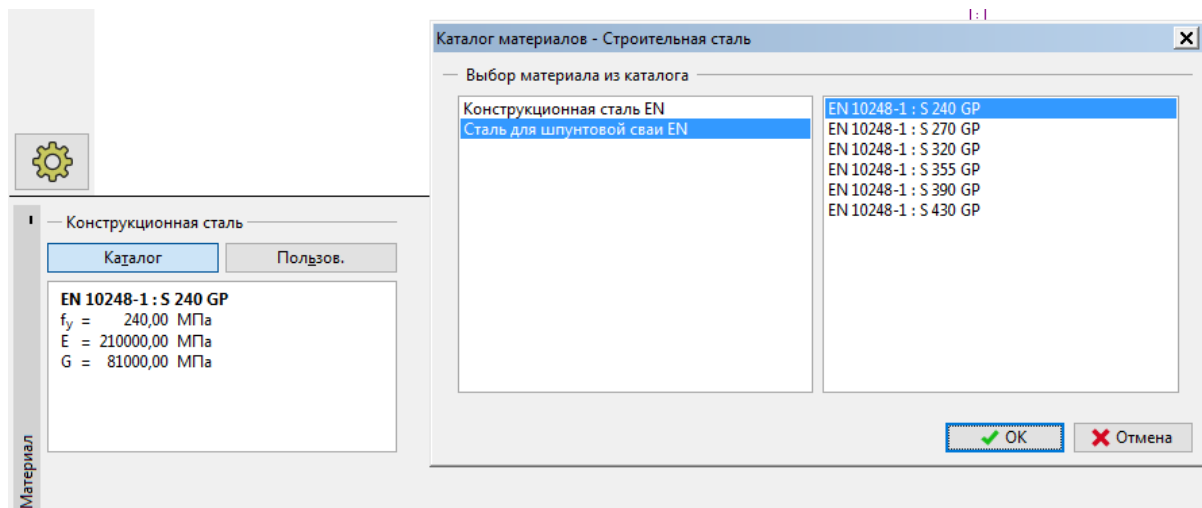 Каталог материалов - Строительная сталь
Выбор материала из каталога
Конструкционная сталь EN
Сталь для шпунтовой сваи EN
EN 10248-1 : S 240 GP
EN 10248-1 : S 270 GP
EN 10248-1 : S 320 GP
EN 10248-1 : S 355 GP
EN 10248-1 : S 390 GP
EN 10248-1 : S 430 GP
OK
Отмена
Конструкционная сталь
Каталог
Пользов.
EN 10248-1 : S 240 GP
fy = 240,00 МПа
E = 210000,00 МПа
G = 81000,00 МПа
Материал